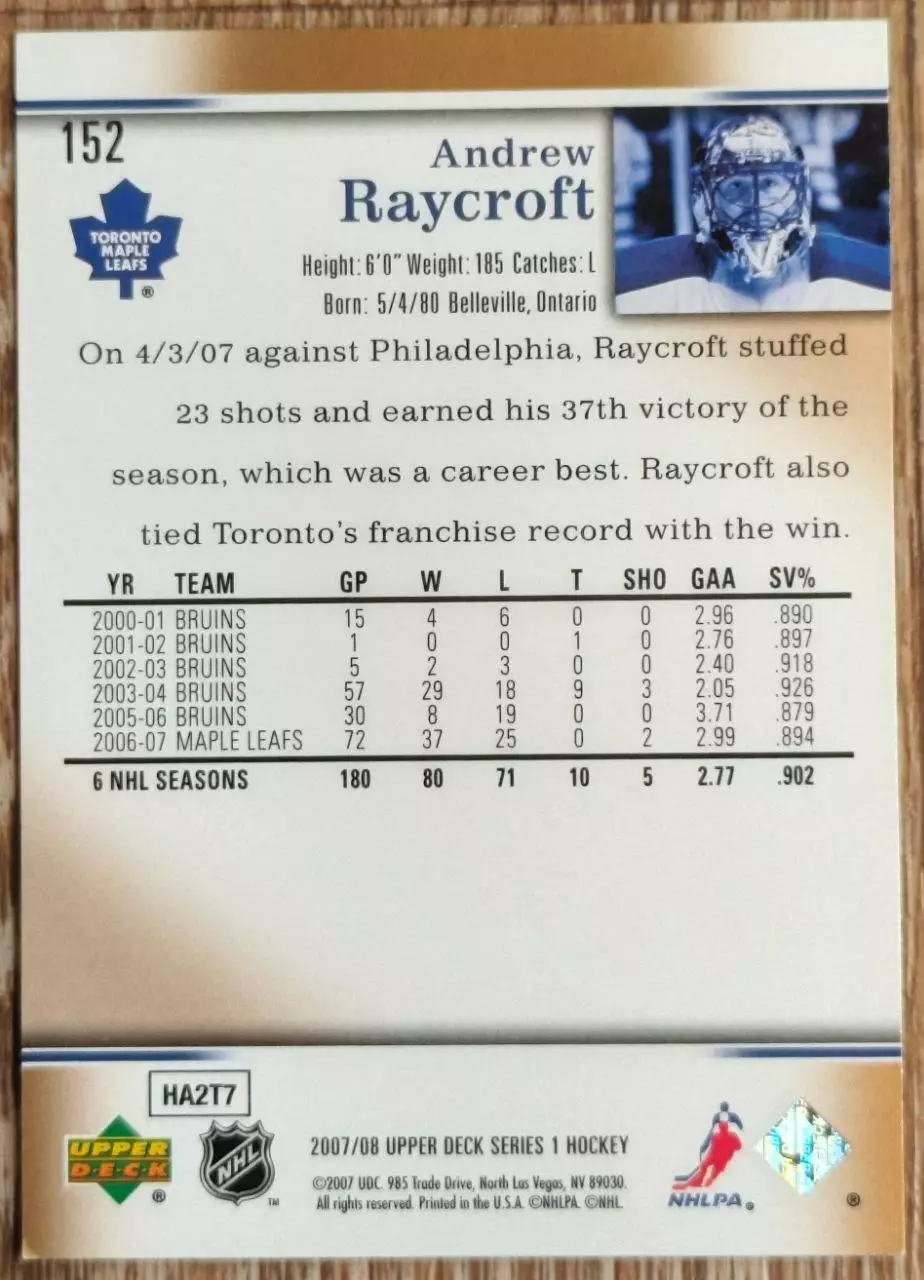 152
Andrew
Raycroft
TORONTO
MAPLE
LEAFS
®
Height: 6'0" Weight: 185 Catches: L
Born: 5/4/80 Belleville, Ontario
On 4/3/07 against Philadelphia, Raycroft stuffed
23 shots and earned his 37th victory of the
season, which was a career best. Raycroft also
tied Toronto's franchise record with the win.
YR TEAM GP W L T SHO GAA SV%
2000-01 BRUINS 15 4 6 0 0 2.96 .890
2001-02 BRUINS 1 0 0 1 0 2.76 .897
2002-03 BRUINS 5 2 3 0 0 2.40 .918
2003-04 BRUINS 57 29 18 9 3 2.05 .926
2005-06 BRUINS 30 8 19 0 0 3.71 .879
2006-07 MAPLE LEAFS 72 37 25 0 2 2.99 .894
6 NHL SEASONS 180 80 71 10 5 2.77 .902
HA2T7
UPPER
D·E·C·K
®
NHL
™
2007/08 UPPER DECK SERIES 1 HOCKEY
©2007 UDC. 985 Trade Drive, North Las Vegas, NV 89030.
All rights reserved. Printed in the U.S.A. ©NHLPA. ©NHL.
NHLPA®
®